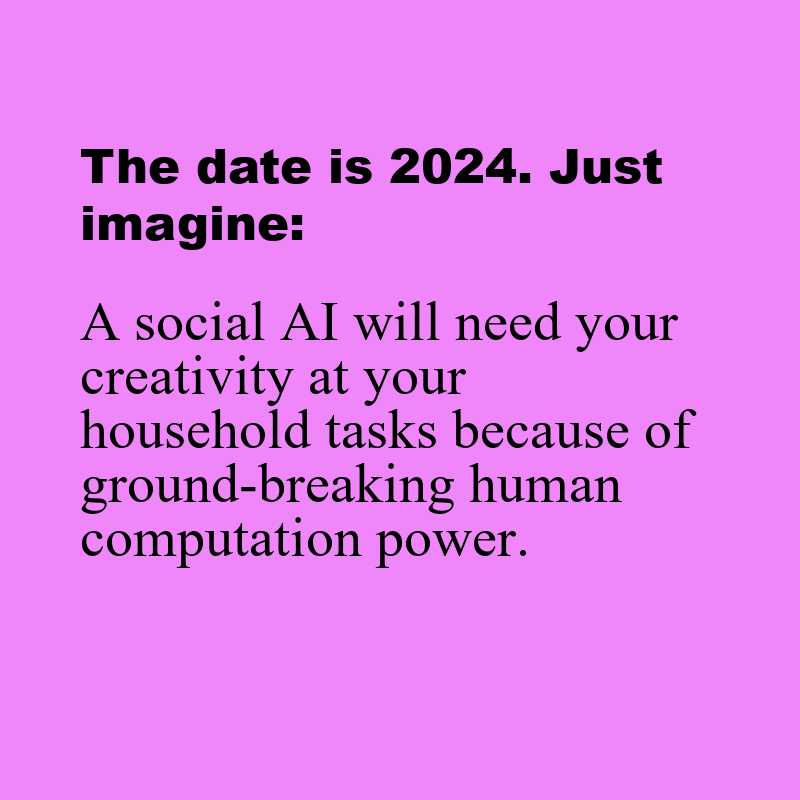 The date is 2024. Just
imagine:
A social AI will need your
creativity at your
household tasks because of
ground-breaking human
computation power.